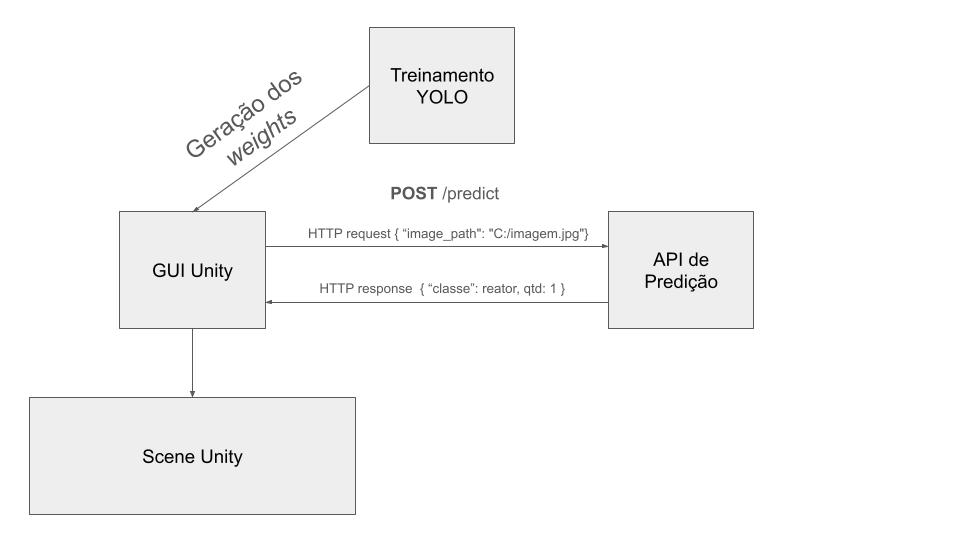 Treinamento
YOLO
Geração dos
weights
POST /predict
HTTP request { “image_path": "C:/imagem.jpg"}
GUI Unity
API de
Predição
HTTP response  { “classe”: reator, qtd: 1 }
Scene Unity